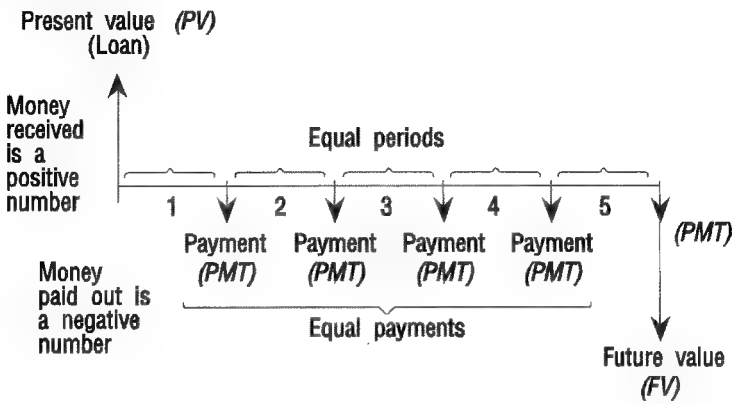 Present value (PV)
(Loan)
Money
received
is a
positive
number
Equal periods
1 2 3 4 5
Payment Payment Payment Payment (PMT)
(PMT) (PMT) (PMT) (PMT)
Money
paid out is
a negative
number
Equal payments
Future value
(FV)